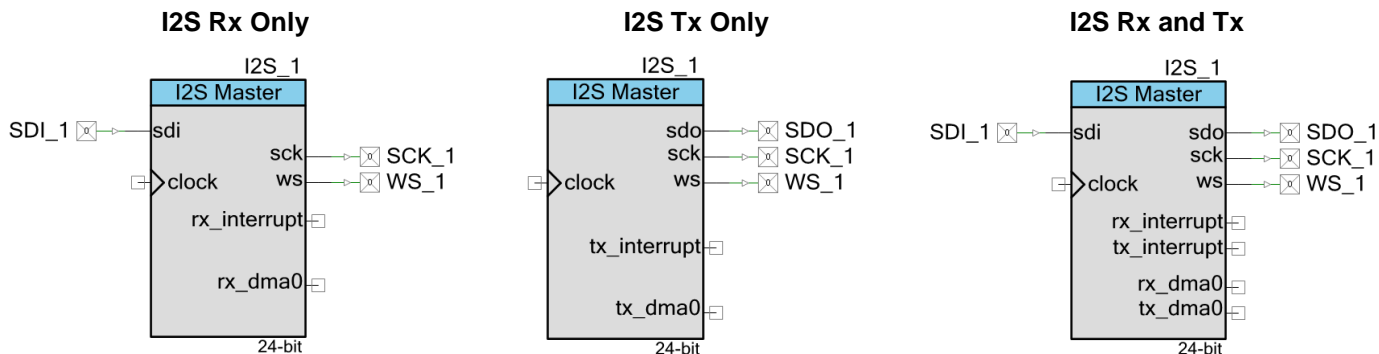 I2S Rx Only
I2S_1
I2S Master
SDI_1
sdi
sck
SCK_1
clock
ws
WS_1
rx_interrupt
rx_dma0
24-bit
I2S Tx Only
I2S_1
I2S Master
sdo
SDO_1
sck
SCK_1
clock
ws
WS_1
tx_interrupt
tx_dma0
24-bit
I2S Rx and Tx
I2S_1
I2S Master
SDI_1
sdi
sdo
SDO_1
sck
SCK_1
clock
ws
WS_1
rx_interrupt
tx_interrupt
rx_dma0
tx_dma0
24-bit